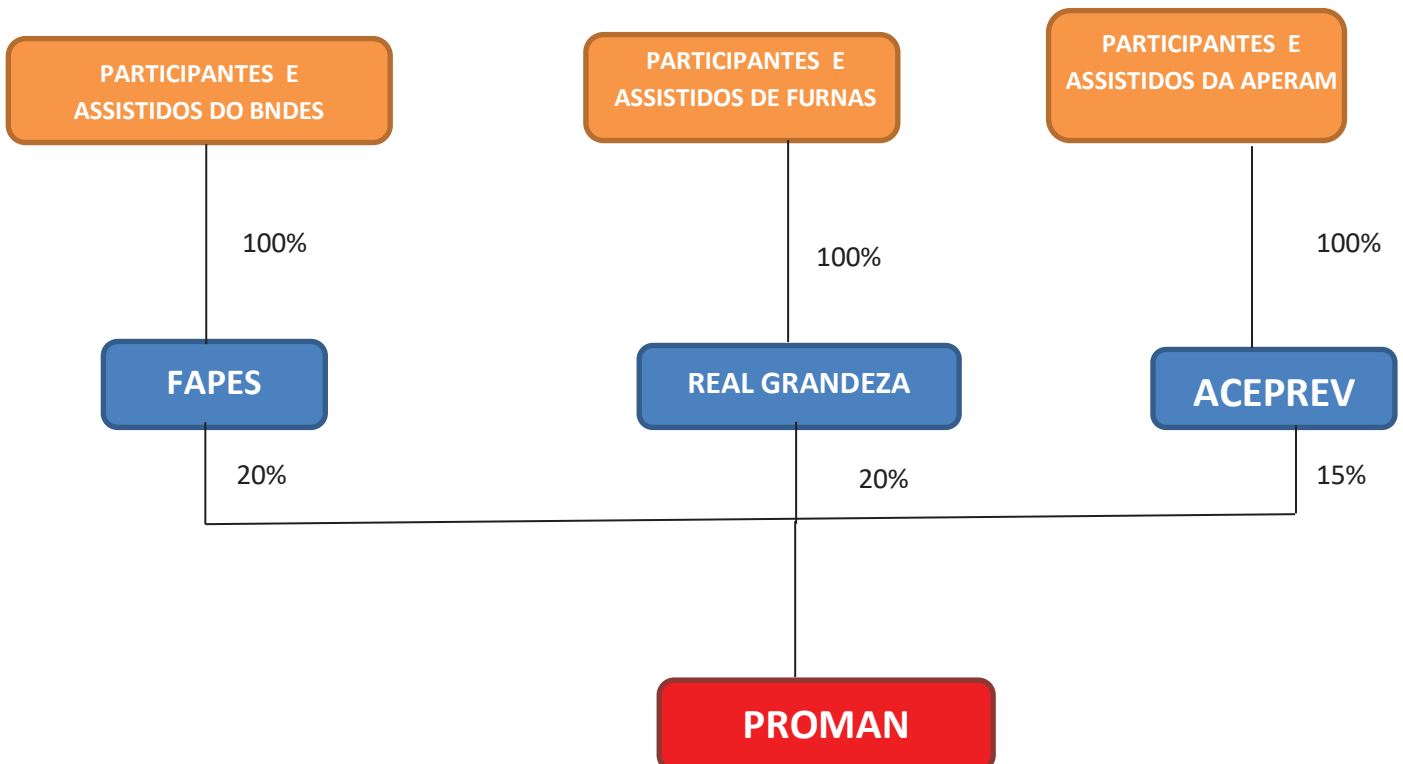 PARTICIPANTES E
ASSISTIDOS DO BNDES
PARTICIPANTES E
ASSISTIDOS DE FURNAS
PARTICIPANTES E
ASSISTIDOS DA APERAM
100%
100%
100%
FAPES
REAL GRANDEZA
ACEPREV
20%
20%
15%
PROMAN